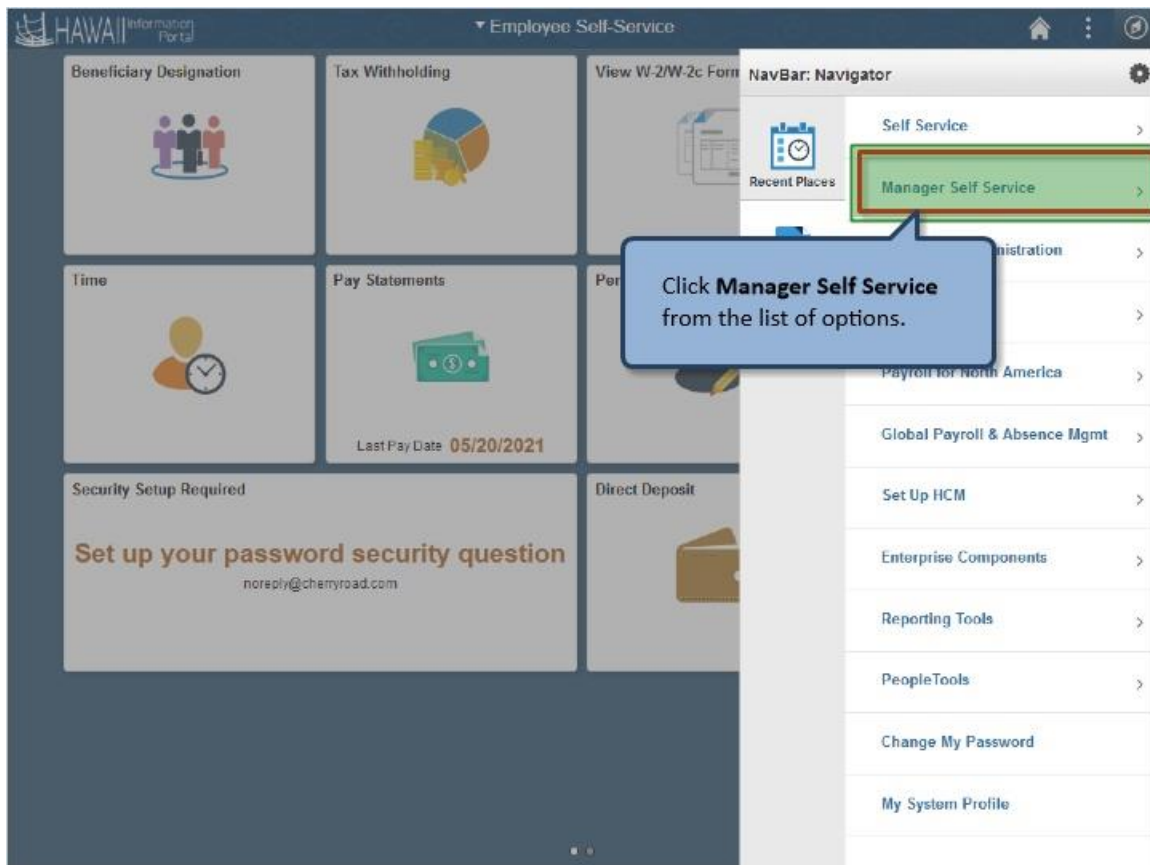 HAWAII Information Portal
Employee Self-Service
Beneficiary Designation
Tax Withholding
View W-2/W-2c Form
Time
Pay Statements
Per
Last Pay Date 05/20/2021
Security Setup Required
Direct Deposit
Set up your password security question
noreply@cherryroad.com
NavBar: Navigator
Recent Places
Self Service
Manager Self Service
nistration
Click Manager Self Service
from the list of options.
Payroll for North America
Global Payroll & Absence Mgmt
Set Up HCM
Enterprise Components
Reporting Tools
PeopleTools
Change My Password
My System Profile